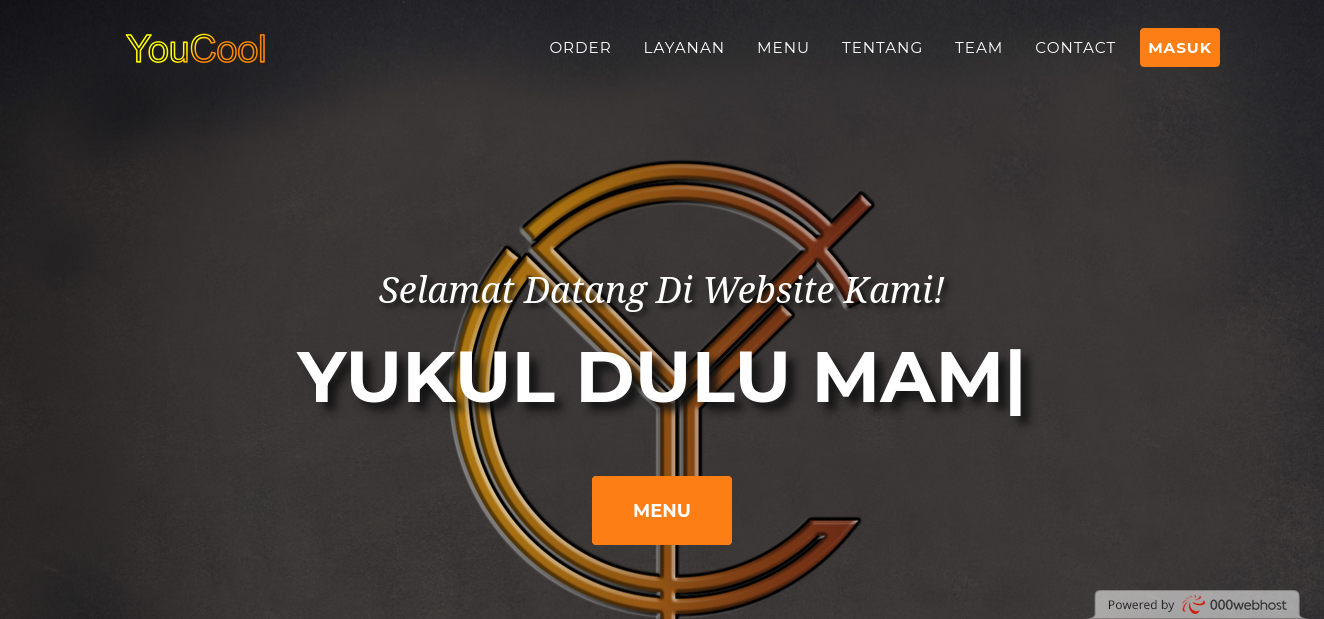 YouCool
ORDER LAYANAN MENU TENTANG TEAM CONTACT MASUK
Selamat Datang Di Website Kami!
YUKUL DULU MAM|
MENU
Powered by 000webhost